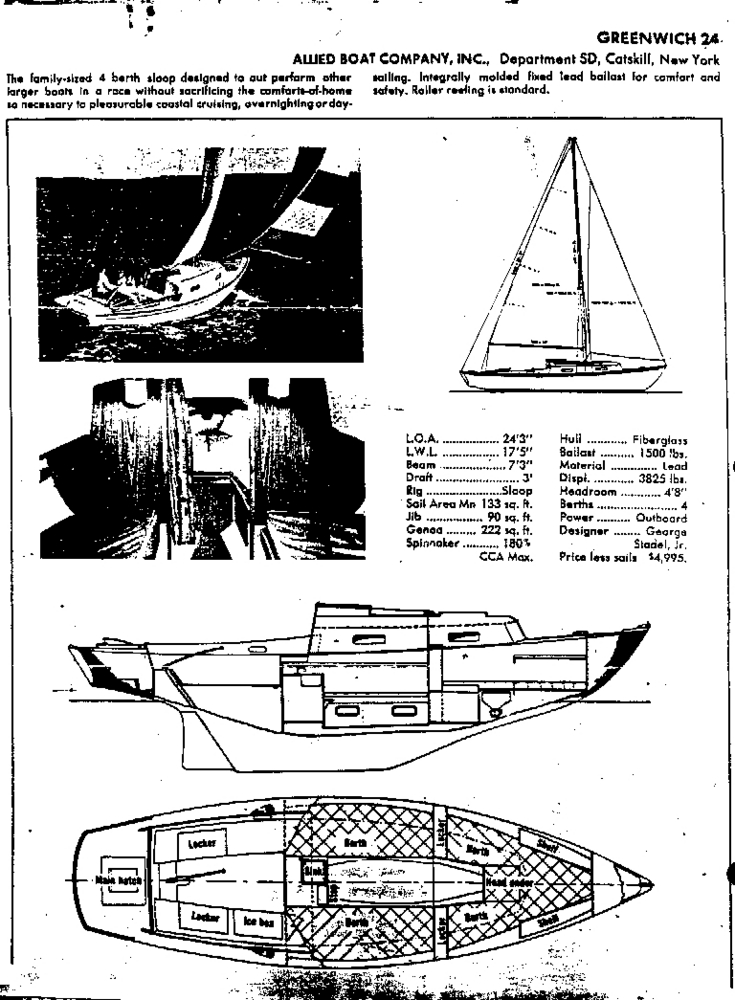 GREENWICH 24
ALLIED BOAT COMPANY, INC., Department SD, Catskill, New York
The family-sized 4 berth sloop designed to out perform other
larger boats in a race without sacrificing the comforts-of-home
so necessary to pleasurable coastal cruising, overnighting or day-
sailing. Integrally molded fixed lead ballast for comfort and
safety. Roller reefing is standard.
L.O.A. .................. 24'3"
L.W.L. .................. 17'5"
Beam ..................... 7'3"
Draft ......................... 3'
Rig ........................ Sloop
Sail Area Mn 133 sq. ft.
Jib .................. 90 sq. ft.
Genoa ......... 222 sq. ft.
Spinnaker ........... 180%
CCA Max.
Hull ............ Fiberglass
Ballast .......... 1500 lbs.
Material .............. Lead
Displ. ............ 3825 lbs.
Headroom ............ 4'8"
Berths ........................ 4
Power .......... Outboard
Designer ........ George
Stadel, Jr.
Price less sails $4,995.
Locker
Berth
Locker
Berth
Shelf
Main hatch
Sink
Step
Head under
Locker
Ice box
Berth
Locker
Berth
Shelf